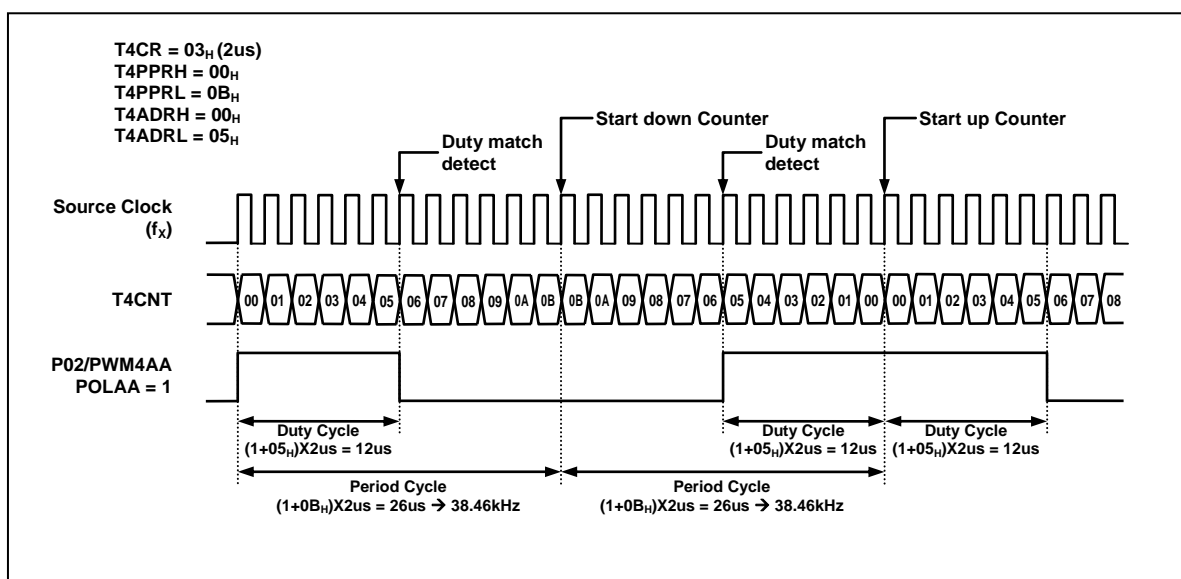 T4CR = 03H (2us)
T4PPRH = 00H
T4PPRL = 0BH
T4ADRH = 00H
T4ADRL = 05H
Duty match
detect
Start down Counter
Duty match
detect
Start up Counter
Source Clock
(fX)
T4CNT
00 01 02 03 04 05 06 07 08 09 0A 0B 0B 0A 09 08 07 06 05 04 03 02 01 00 00 01 02 03 04 05 06 07 08
P02/PWM4AA
POLAA = 1
Duty Cycle
(1+05H)X2us = 12us
Duty Cycle
(1+05H)X2us = 12us
Duty Cycle
(1+05H)X2us = 12us
Period Cycle
(1+0BH)X2us = 26us → 38.46kHz
Period Cycle
(1+0BH)X2us = 26us → 38.46kHz